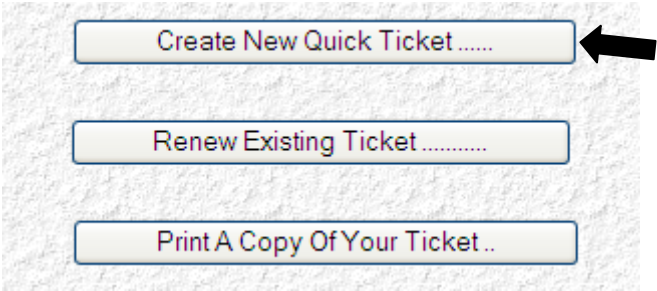 Create New Quick Ticket ......
Renew Existing Ticket ...........
Print A Copy Of Your Ticket ..